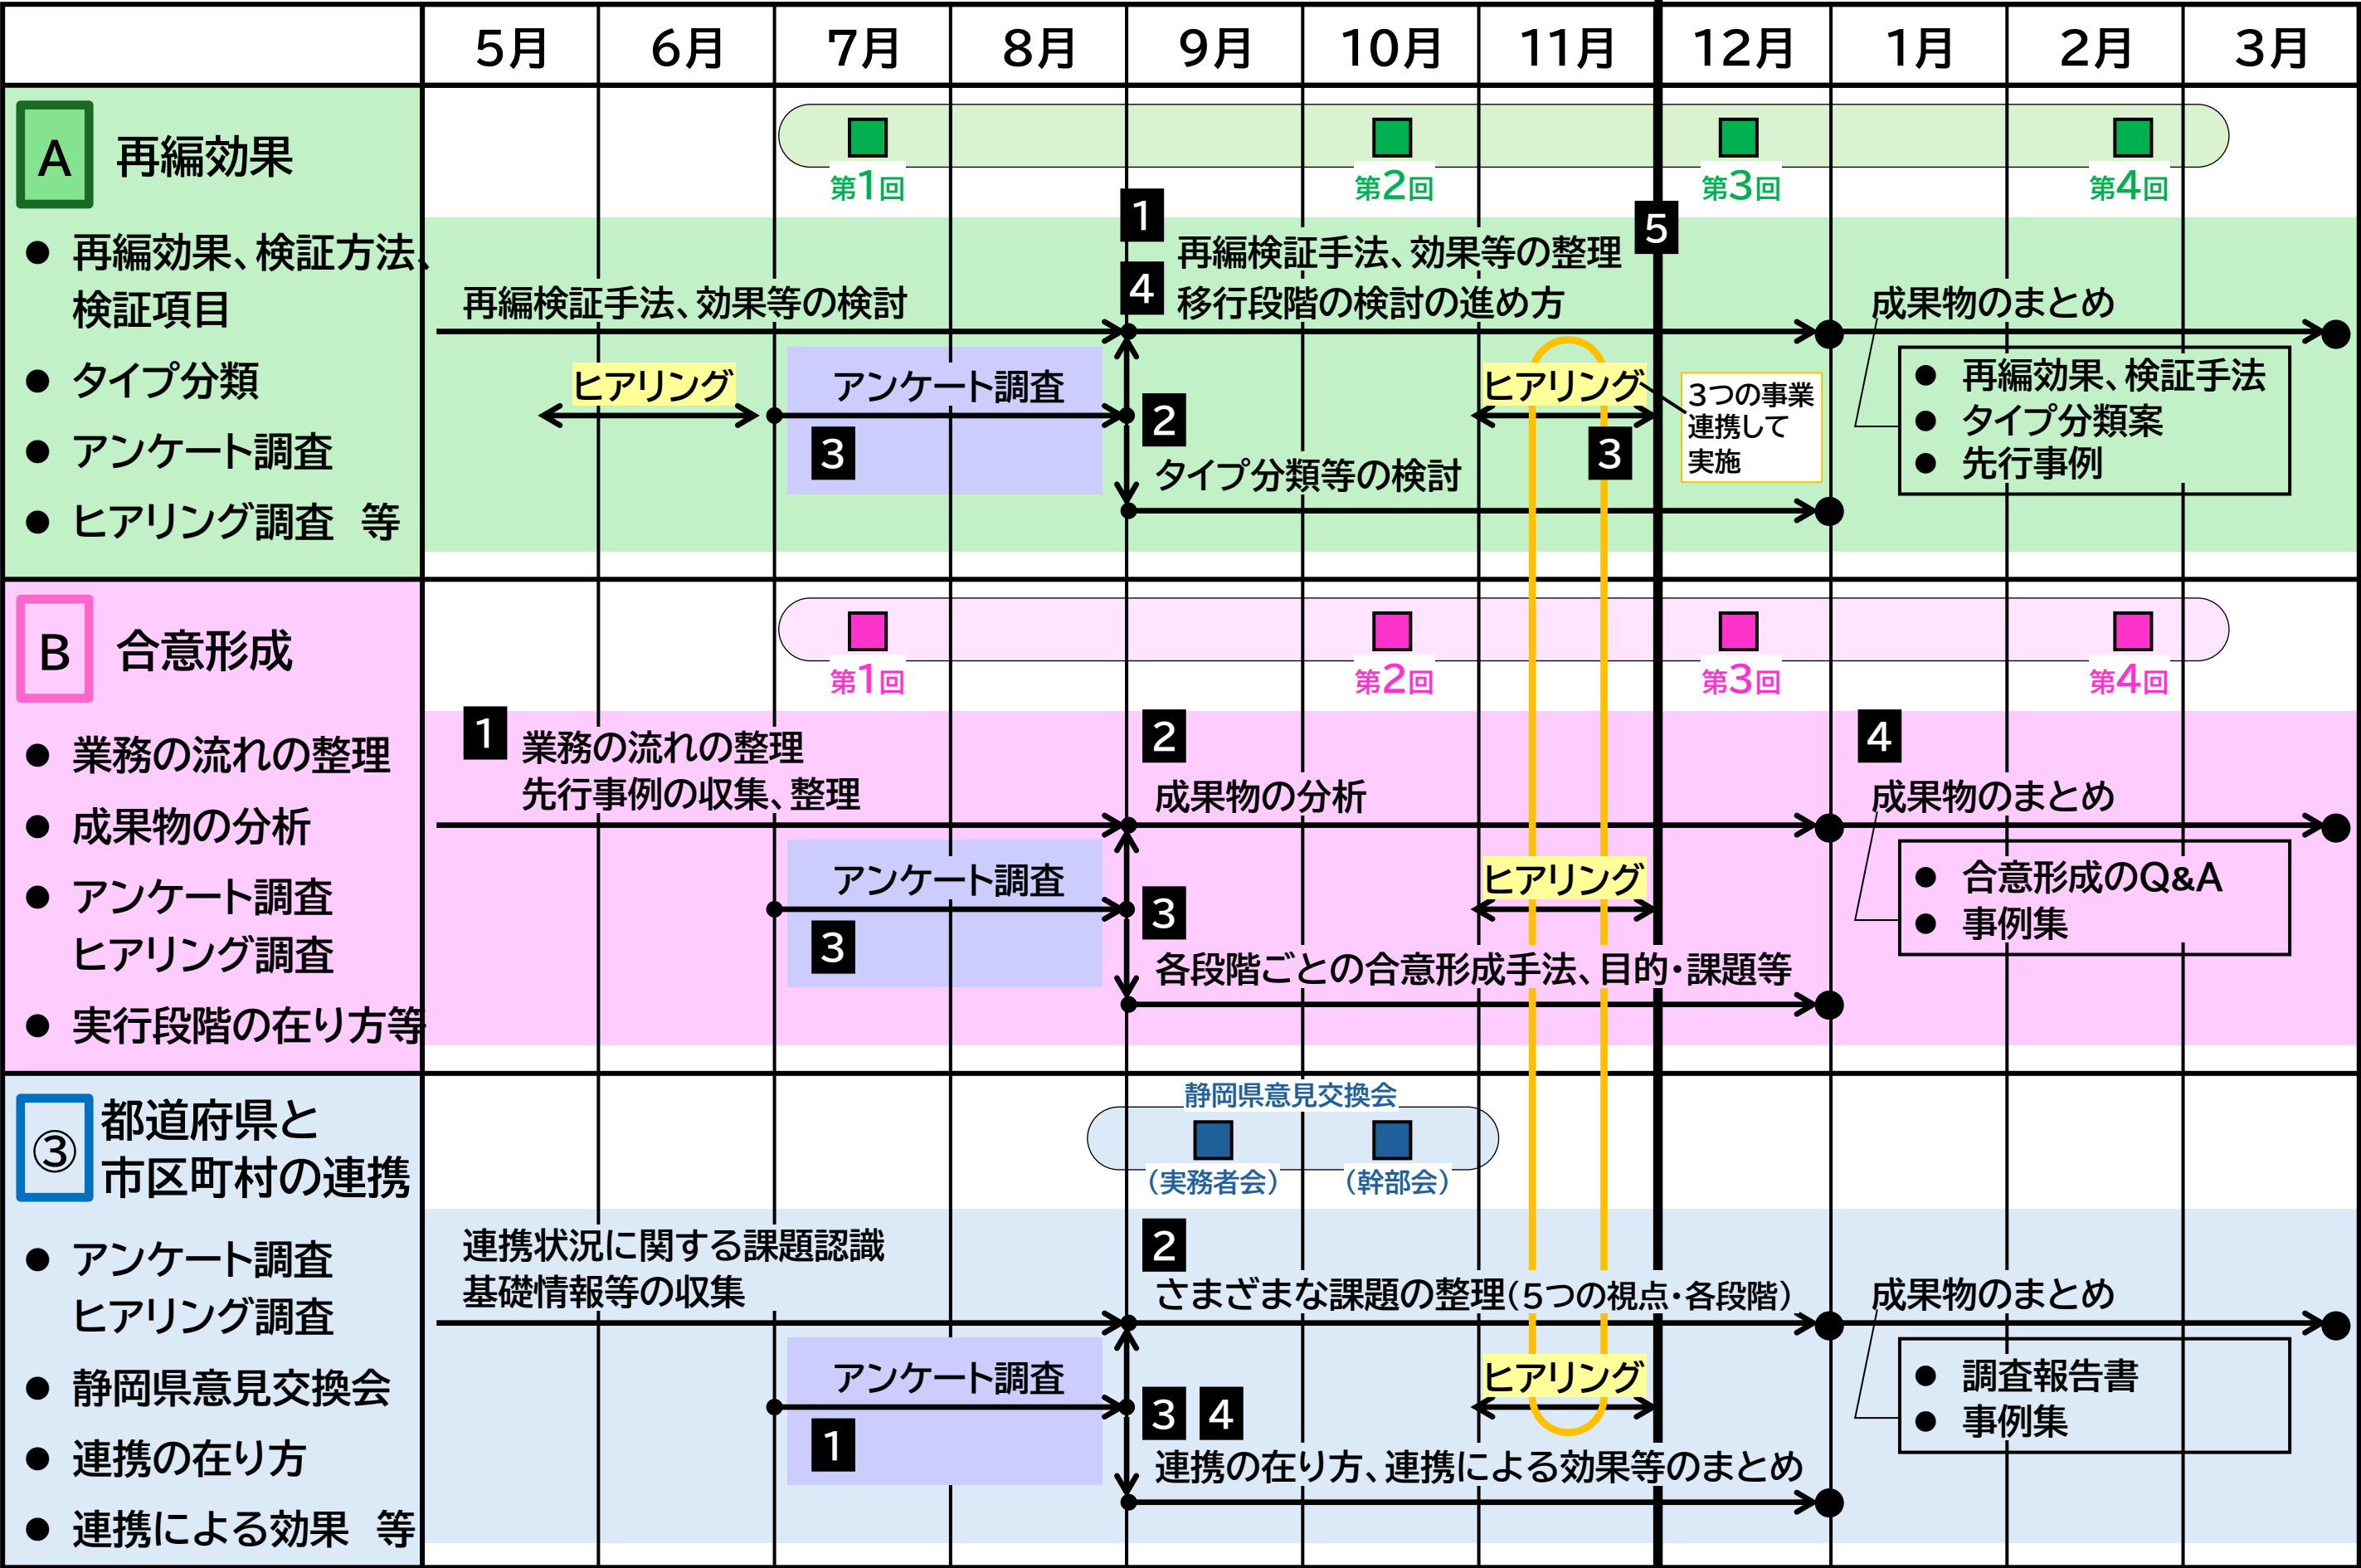 5月 6月 7月 8月 9月 10月 11月 12月 1月 2月 3月
A 再編効果
● 再編効果、検証方法、
検証項目
● タイプ分類
● アンケート調査
● ヒアリング調査 等
第1回 第2回 第3回 第4回
再編検証手法、効果等の検討
1
4
再編検証手法、効果等の整理
移行段階の検討の進め方
5
成果物のまとめ
ヒアリング
アンケート調査
3
2
タイプ分類等の検討
ヒアリング
3
3つの事業
連携して
実施
● 再編効果、検証手法
● タイプ分類案
● 先行事例
B 合意形成
● 業務の流れの整理
● 成果物の分析
● アンケート調査
ヒアリング調査
● 実行段階の在り方等
第1回 第2回 第3回 第4回
1
業務の流れの整理
先行事例の収集、整理
2
成果物の分析
4
成果物のまとめ
アンケート調査
3
3
各段階ごとの合意形成手法、目的・課題等
ヒアリング
● 合意形成のQ&A
● 事例集
③ 都道府県と
市区町村の連携
● アンケート調査
ヒアリング調査
● 静岡県意見交換会
● 連携の在り方
● 連携による効果 等
静岡県意見交換会
（実務者会） （幹部会）
連携状況に関する課題認識
基礎情報等の収集
2
さまざまな課題の整理（5つの視点・各段階）
成果物のまとめ
アンケート調査
1
3 4
連携の在り方、連携による効果等のまとめ
ヒアリング
● 調査報告書
● 事例集